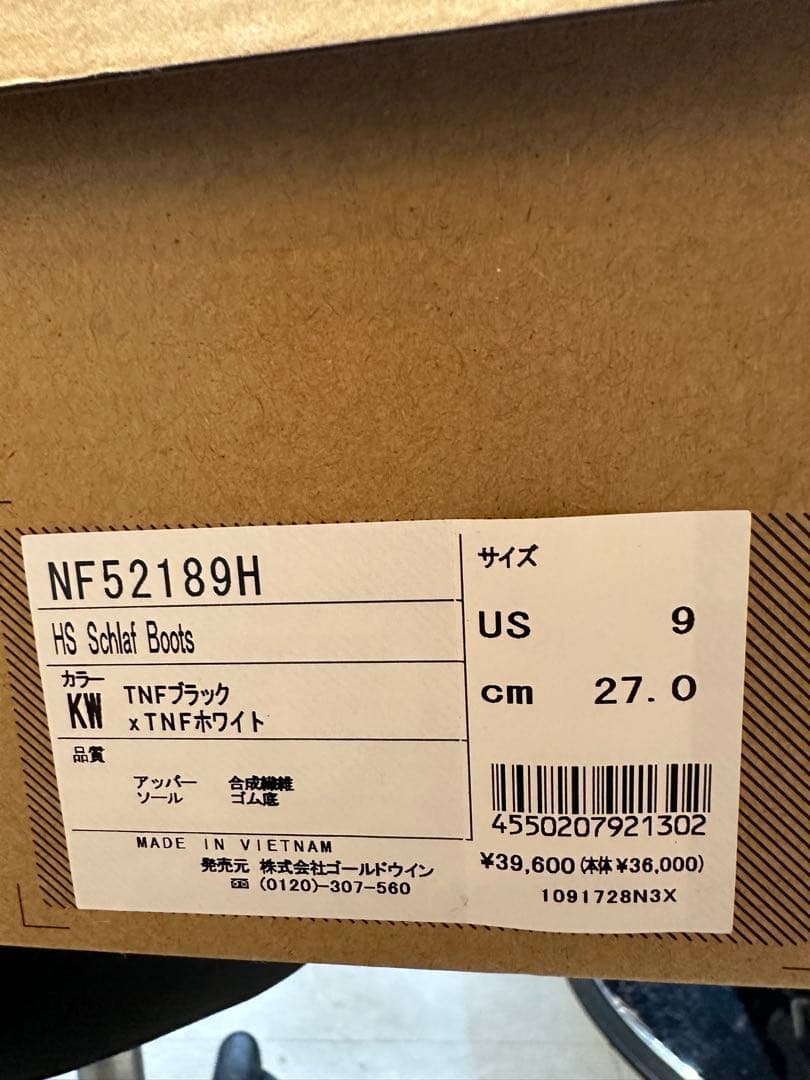 NF52189H
HS Schlaf Boots
カラー
KW
TNFブラック
xTNFホワイト
品質
アッパー 合成繊維
ソール ゴム底
MADE IN VIETNAM
発売元 株式会社ゴールドウイン
(0120)-307-560
サイズ
US 9
cm 27.0
4550207921302
¥39,600(本体¥36,000)
1091728N3X